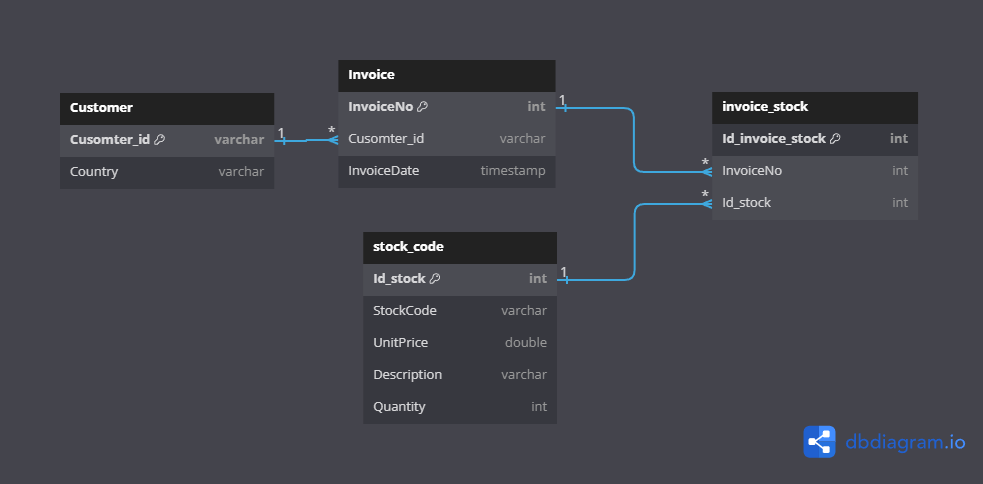 Customer
Cusomter_id varchar
Country varchar
1 *
Invoice
InvoiceNo int
Cusomter_id varchar
InvoiceDate timestamp
1 *
invoice_stock
Id_invoice_stock int
InvoiceNo int
Id_stock int
stock_code
Id_stock int
StockCode varchar
UnitPrice double
Description varchar
Quantity int
1 *
dbdiagram.io